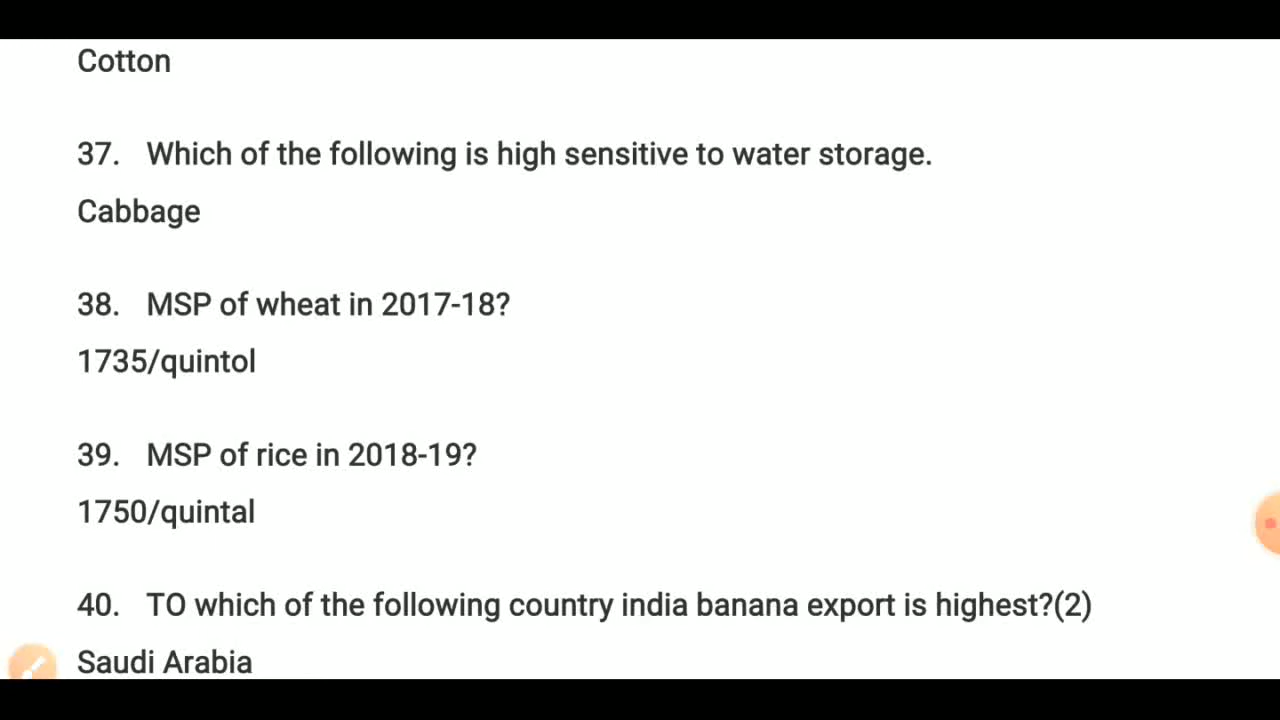 Cotton
37. Which of the following is high sensitive to water storage.
Cabbage
38. MSP of wheat in 2017-18?
1735/quintol
39. MSP of rice in 2018-19?
1750/quintal
40. TO which of the following country india banana export is highest?(2)
Saudi Arabia